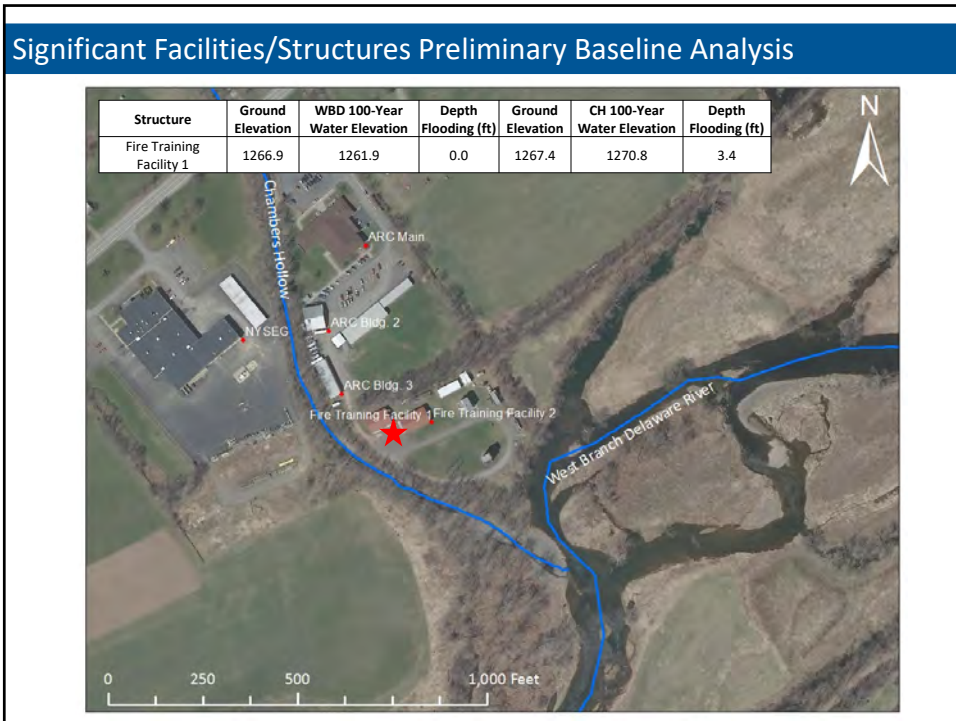 Significant Facilities/Structures Preliminary Baseline Analysis
Structure Ground Elevation WBD 100-Year Water Elevation Depth Flooding (ft) Ground Elevation CH 100-Year Water Elevation Depth Flooding (ft)
Fire Training Facility 1 1266.9 1261.9 0.0 1267.4 1270.8 3.4
N
Chambers Hollow
ARC Main
ARC Bldg. 2
NYSEG
ARC Bldg. 3
Fire Training Facility 1
Fire Training Facility 2
West Branch Delaware River
0 250 500 1,000 Feet